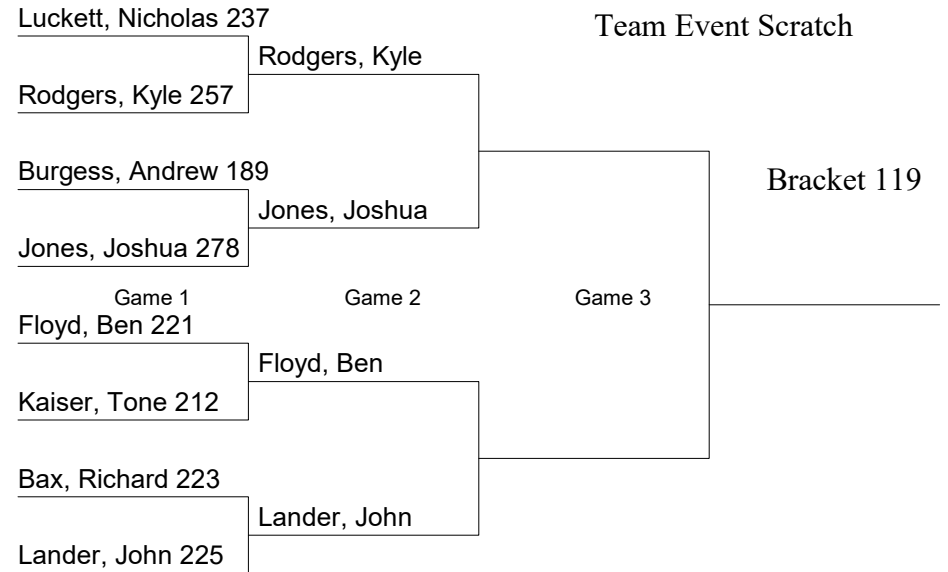 Luckett, Nicholas 237
Team Event Scratch
Rodgers, Kyle
Rodgers, Kyle 257
Burgess, Andrew 189
Bracket 119
Jones, Joshua
Jones, Joshua 278
Game 1
Game 2
Game 3
Floyd, Ben 221
Floyd, Ben
Kaiser, Tone 212
Bax, Richard 223
Lander, John
Lander, John 225